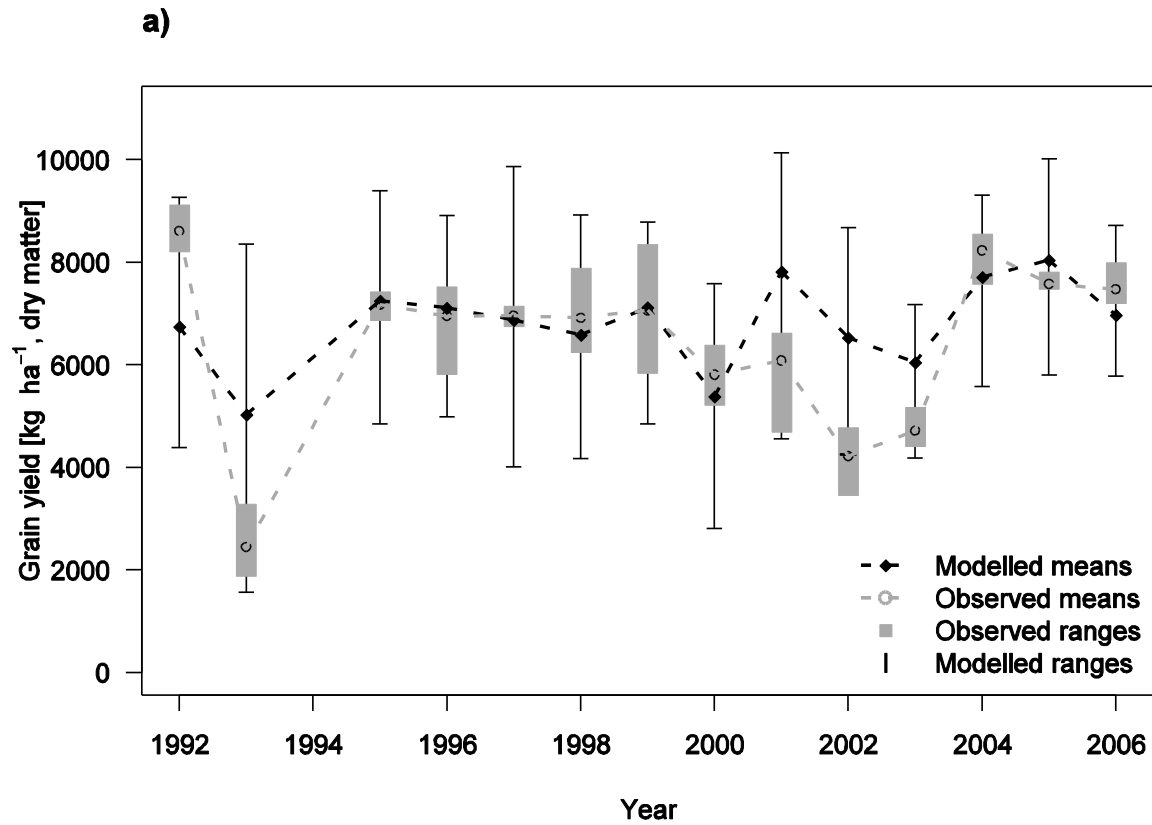 a)
Grain yield [kg ha⁻¹, dry matter]
10000
8000
6000
4000
2000
0
Modelled means
Observed means
Observed ranges
Modelled ranges
1992 1994 1996 1998 2000 2002 2004 2006
Year